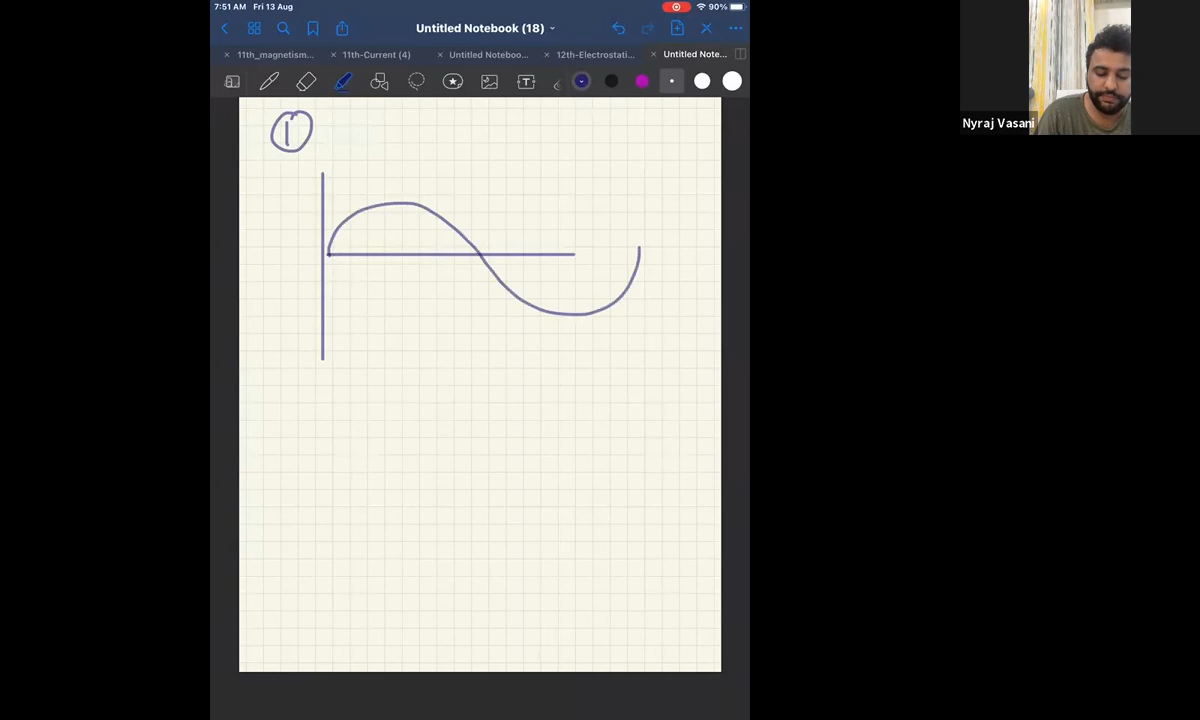 7:51 AM Fri 13 Aug
90%
Untitled Notebook (18)
11th_magnetism...
11th-Current (4)
Untitled Noteboo...
12th-Electrostati...
Untitled Note...
T
1
Nyraj Vasani